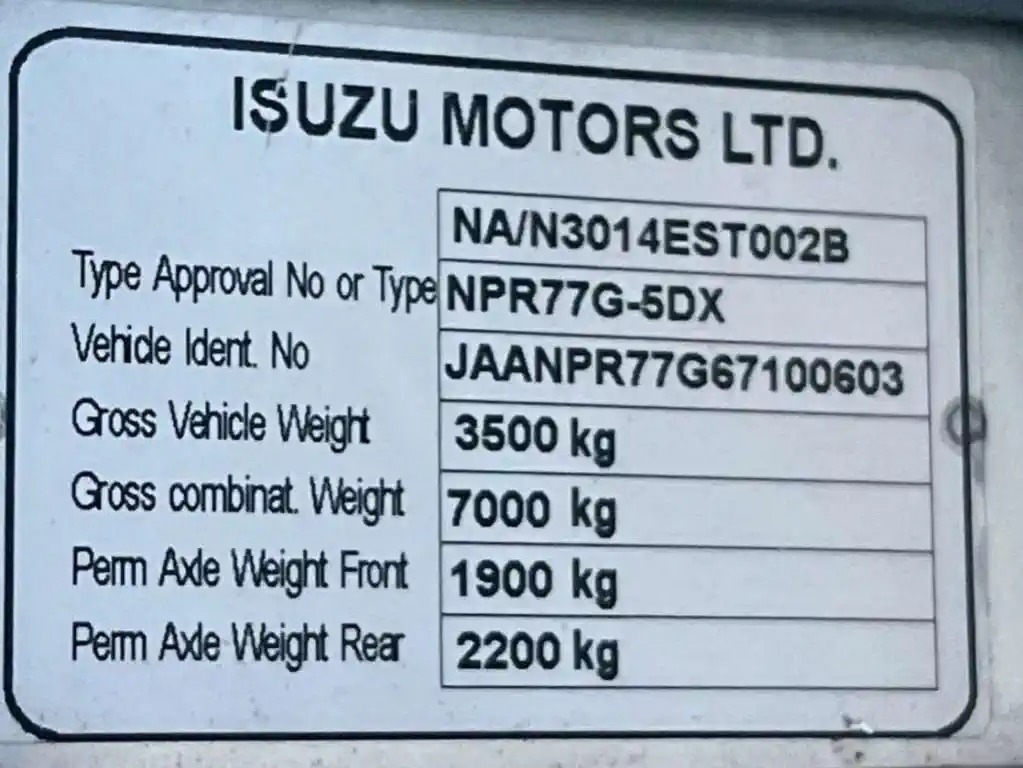 ISUZU MOTORS LTD.
NA/N3014EST002B
Type Approval No or Type NPR77G-5DX
Vehicle Ident. No JAANPR77G67100603
Gross Vehicle Weight 3500 kg
Gross combinat. Weight 7000 kg
Perm Axle Weight Front 1900 kg
Perm Axle Weight Rear 2200 kg